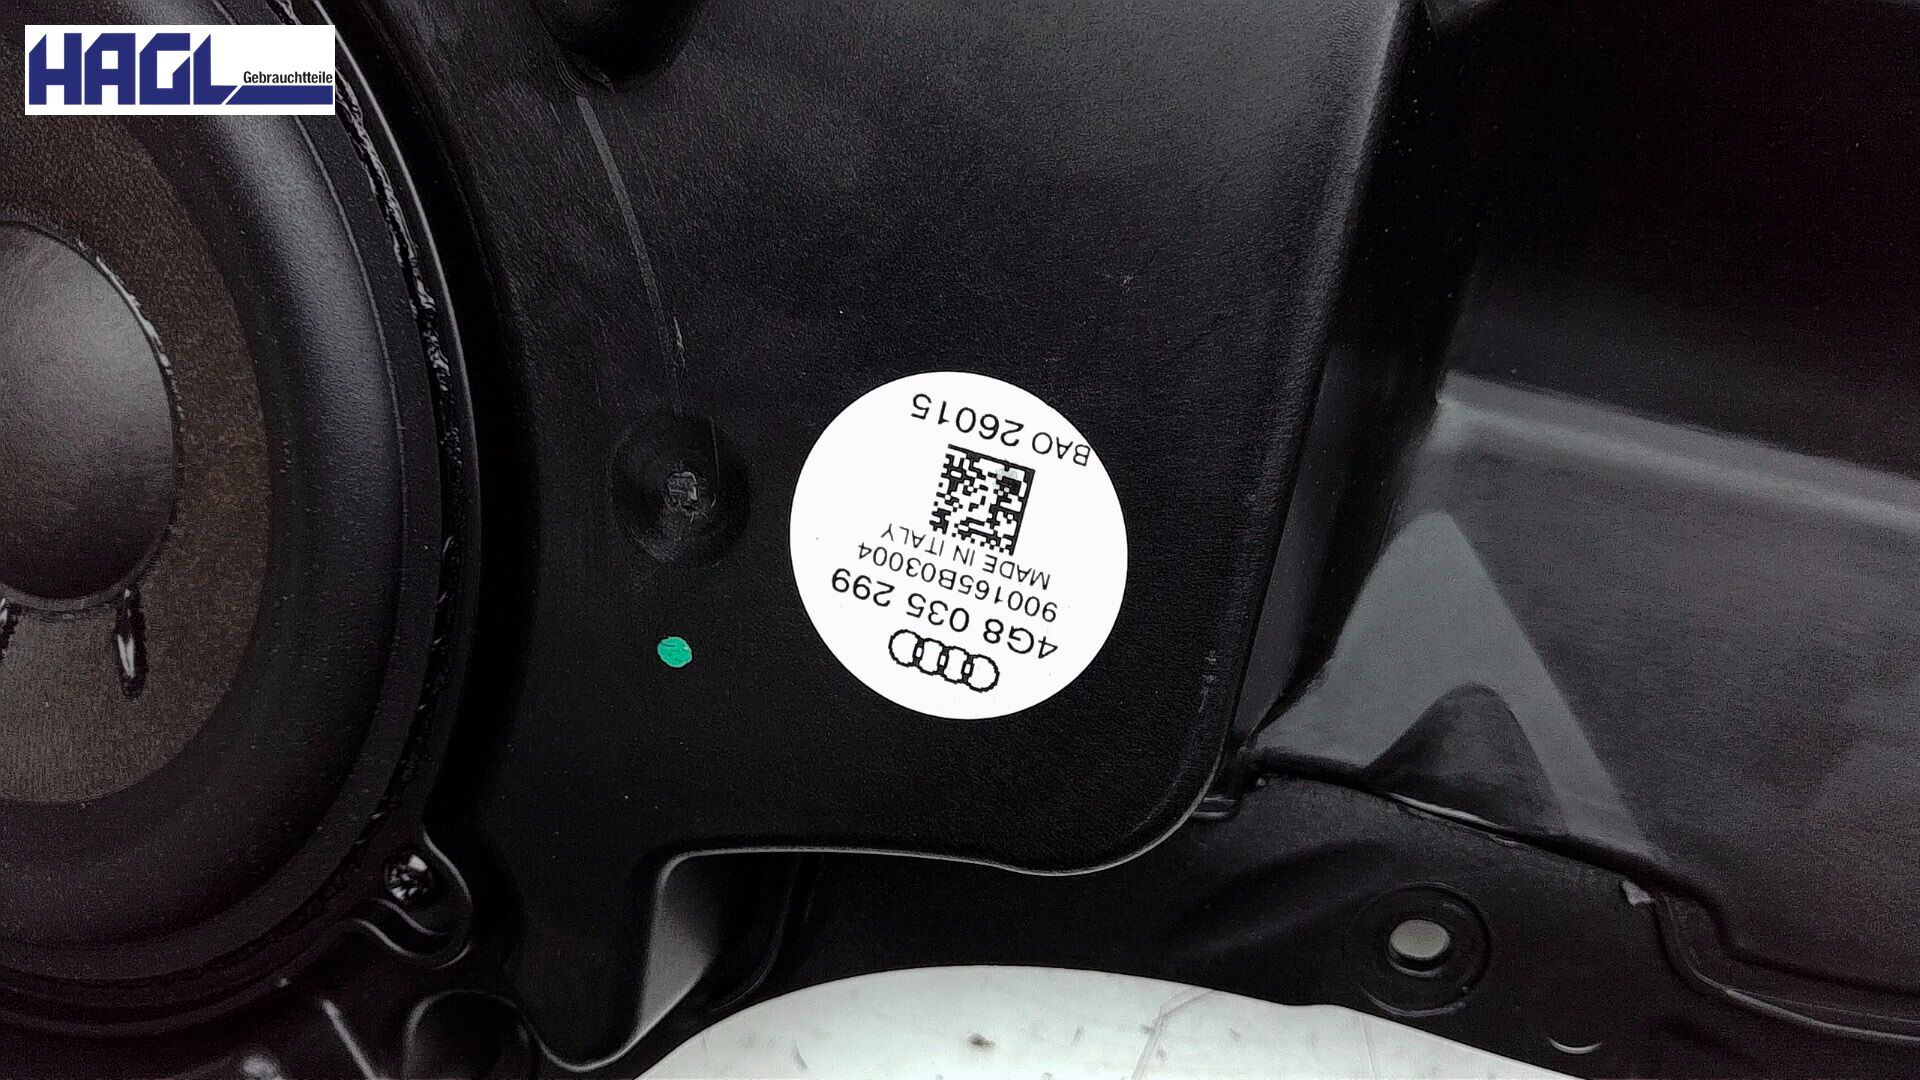 HAGL
Gebrauchtteile
4G8 035 299
900165B03004
MADE IN ITALY
BAO 26015